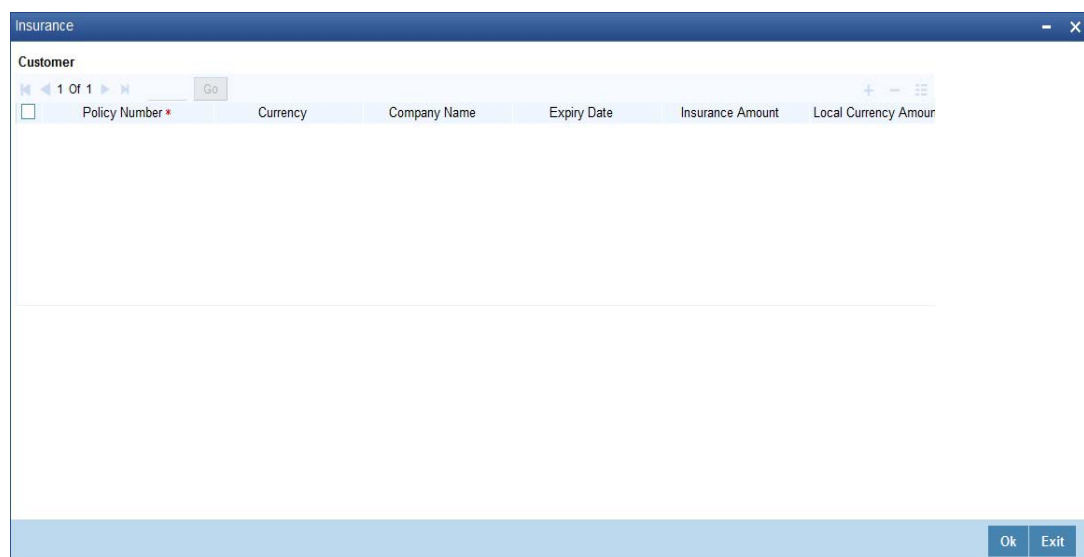 Insurance
Customer
1 Of 1 Go
Policy Number * Currency Company Name Expiry Date Insurance Amount Local Currency Amoun
Ok Exit